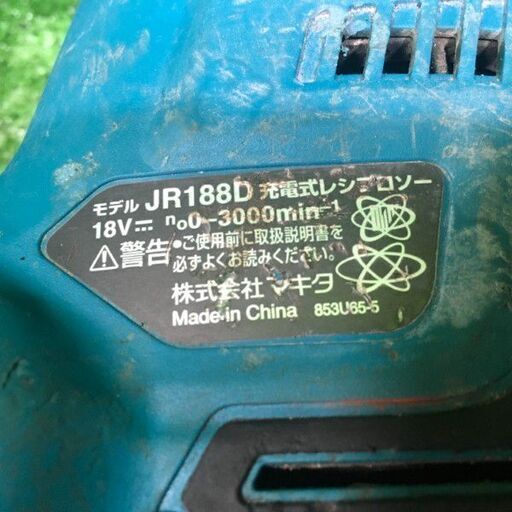 モデル JR188D 充電式レシプロソー
18V⎓ n₀0-3000min⁻¹
⚠警告 •ご使用前に取扱説明書を
必ずよくお読みください。
株式会社 マキタ
Made in China 853U65-5